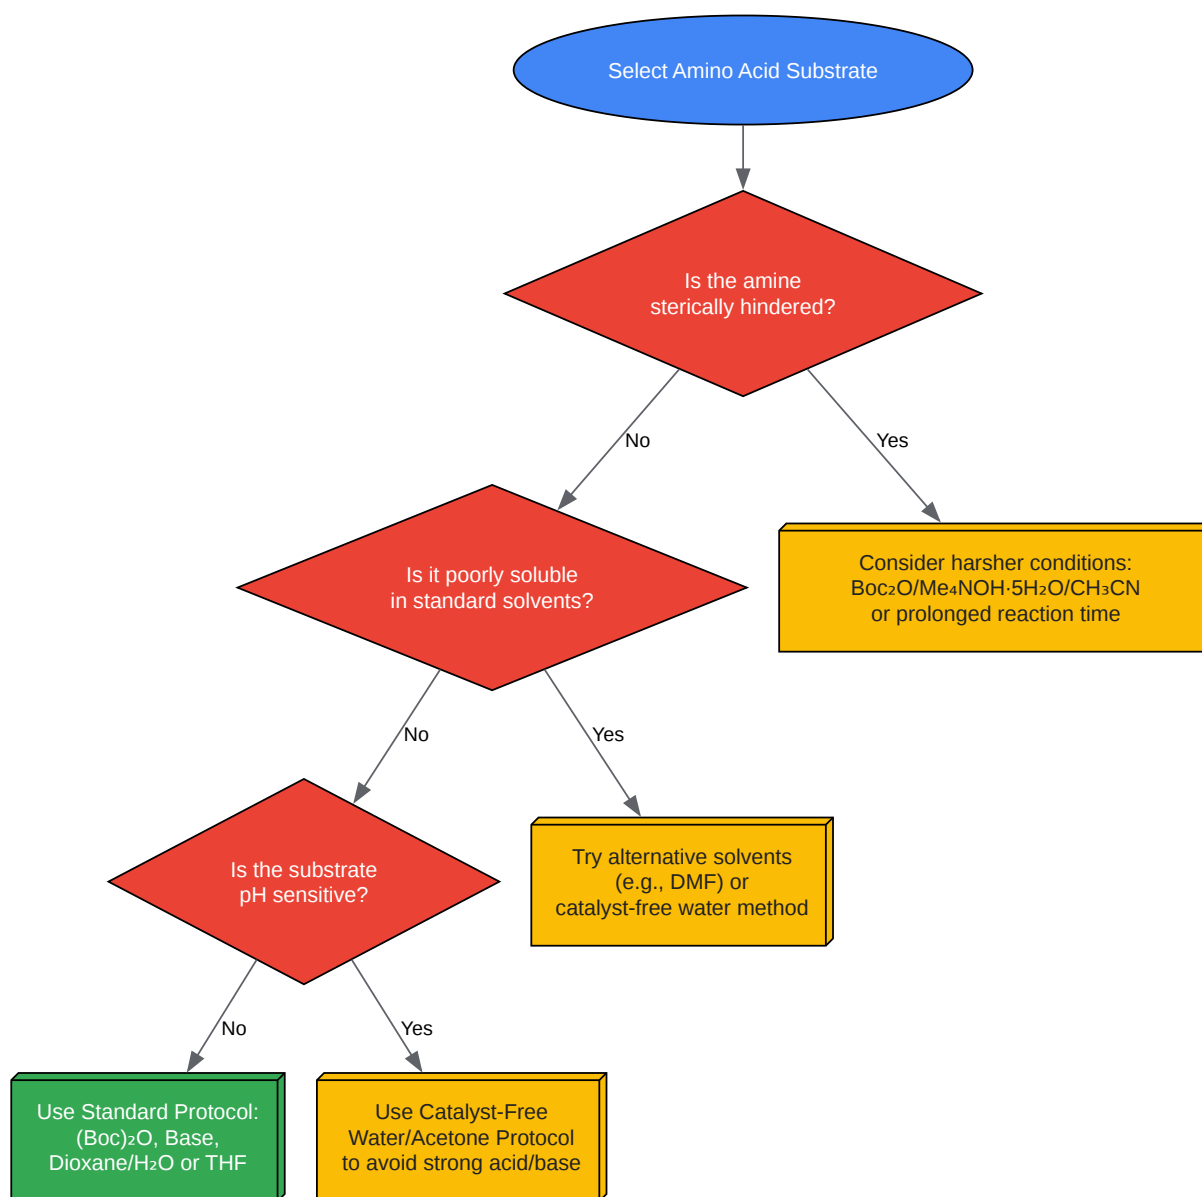 Select Amino Acid Substrate
Is the amine
sterically hindered?
No
Yes
Is it poorly soluble
in standard solvents?
Consider harsher conditions:
Boc₂O/Me₄NOH·5H₂O/CH₃CN
or prolonged reaction time
No
Yes
Is the substrate
pH sensitive?
Try alternative solvents
(e.g., DMF) or
catalyst-free water method
No
Yes
Use Standard Protocol:
(Boc)₂O, Base,
Dioxane/H₂O or THF
Use Catalyst-Free
Water/Acetone Protocol
to avoid strong acid/base